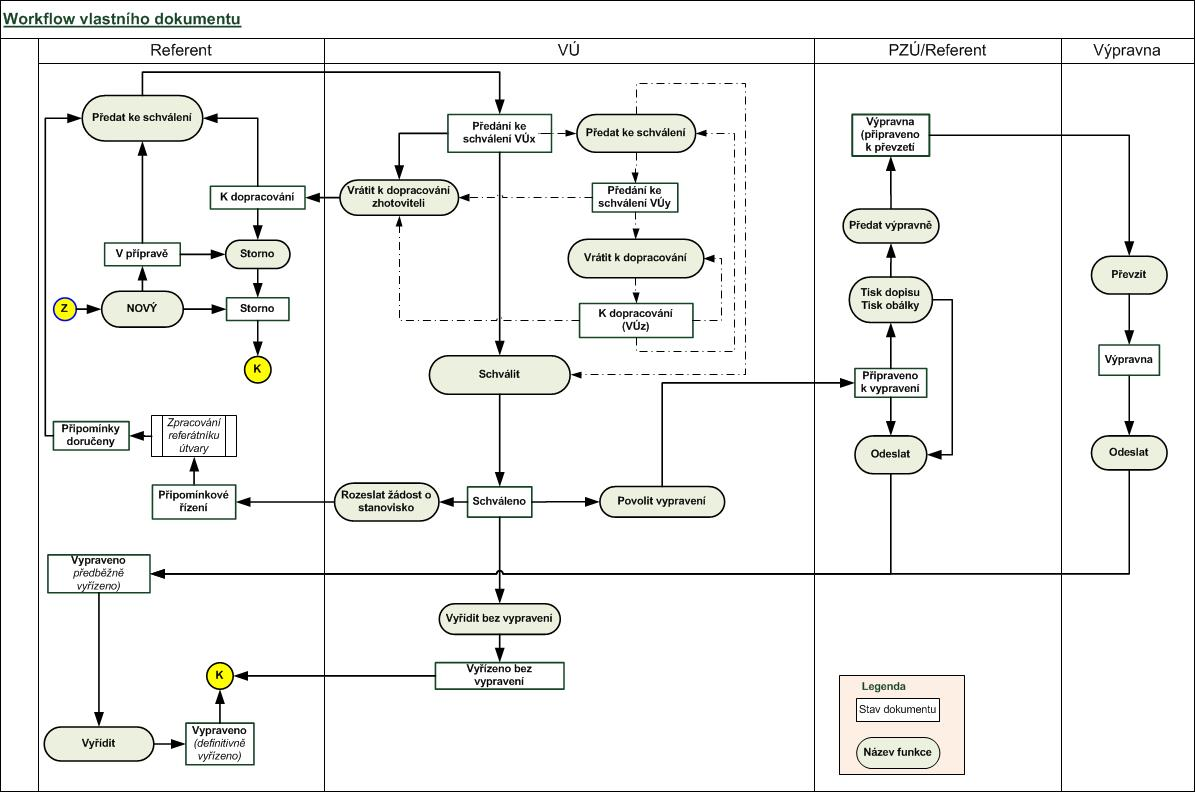 Workflow vlastního dokumentu
Referent
VÚ
PZÚ/Referent
Výpravna
Předat ke schválení
K dopracování
V přípravě
Storno
Z
NOVÝ
Storno
K
Připomínky
doručeny
Zpracování
referátníku
útvary
Připomínkové
řízení
Vypraveno
předběžně
vyřízeno)
K
Vyřídit
Vypraveno
(definitivně
vyřízeno)
Předání ke
schválení VÚx
Předat ke schválení
Vrátit k dopracování
zhotoviteli
Předání ke
schválení VÚy
Vrátit k dopracování
K dopracování
(VÚz)
Schválit
Rozeslat žádost o
stanovisko
Schváleno
Povolit vypravení
Vyřídit bez vypravení
Vyřízeno bez
vypravení
Výpravna
(připraveno
k převzetí
Předat výpravně
Tisk dopisu
Tisk obálky
Připraveno
k vypravení
Odeslat
Převzít
Výpravna
Odeslat
Legenda
Stav dokumentu
Název funkce